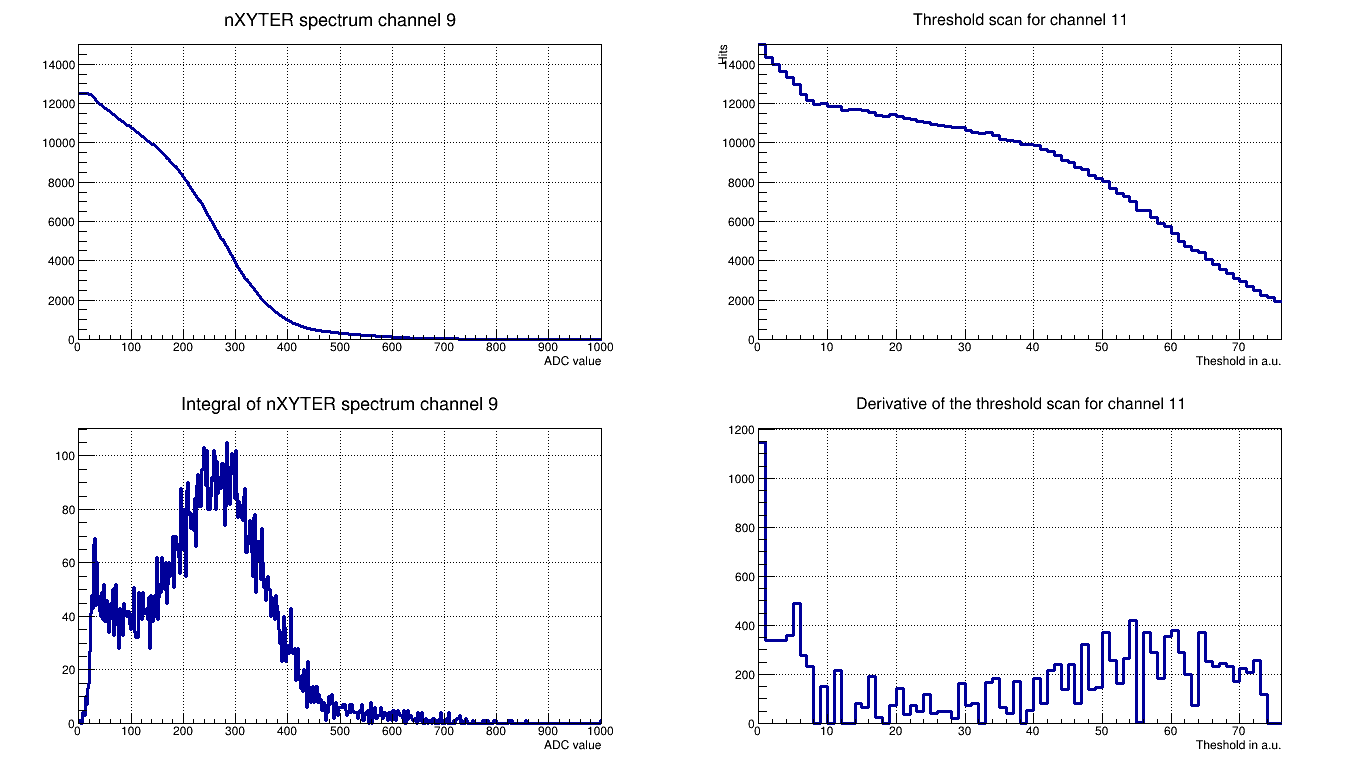 nXYTER spectrum channel 9
14000
12000
10000
8000
6000
4000
2000
0
0 100 200 300 400 500 600 700 800 900 1000
ADC value
Threshold scan for channel 11
Hits
14000
12000
10000
8000
6000
4000
2000
0
0 10 20 30 40 50 60 70
Theshold in a.u.
Integral of nXYTER spectrum channel 9
100
80
60
40
20
0
0 100 200 300 400 500 600 700 800 900 1000
ADC value
Derivative of the threshold scan for channel 11
1200
1000
800
600
400
200
0
0 10 20 30 40 50 60 70
Theshold in a.u.